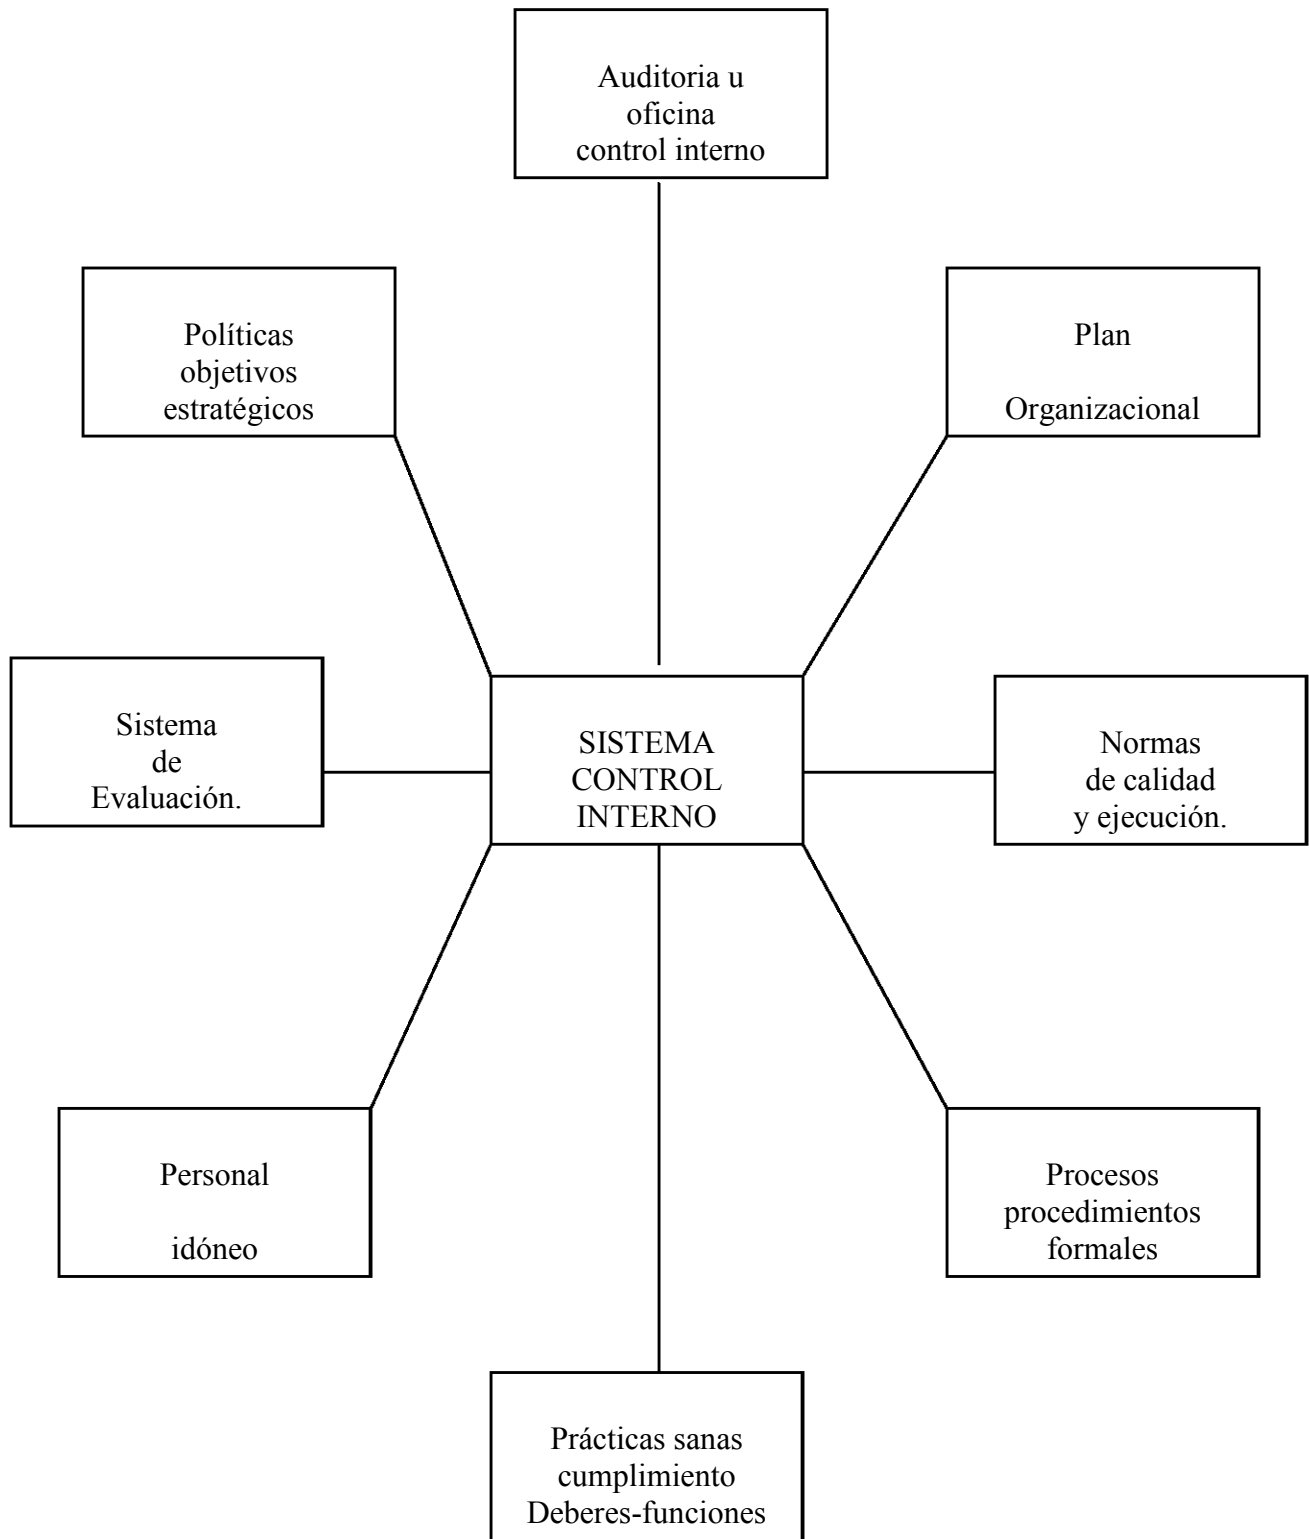 Auditoria u
oficina
control interno
Políticas
objetivos
estratégicos
Plan
Organizacional
Sistema
de
Evaluación.
SISTEMA
CONTROL
INTERNO
Normas
de calidad
y ejecución.
Personal
idóneo
Procesos
procedimientos
formales
Prácticas sanas
cumplimiento
Deberes-funciones